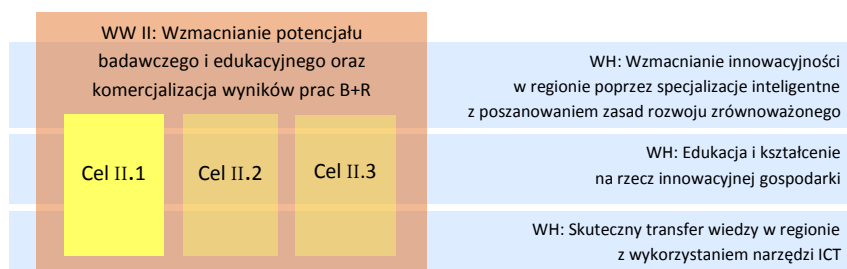 WW II: Wzmacnianie potencjału
badawczego i edukacyjnego oraz
komercjalizacja wyników prac B+R
WH: Wzmacnianie innowacyjności
w regionie poprzez specjalizacje inteligentne
z poszanowaniem zasad rozwoju zrównoważonego
Cel II.1
Cel II.2
Cel II.3
WH: Edukacja i kształcenie
na rzecz innowacyjnej gospodarki
WH: Skuteczny transfer wiedzy w regionie
z wykorzystaniem narzędzi ICT